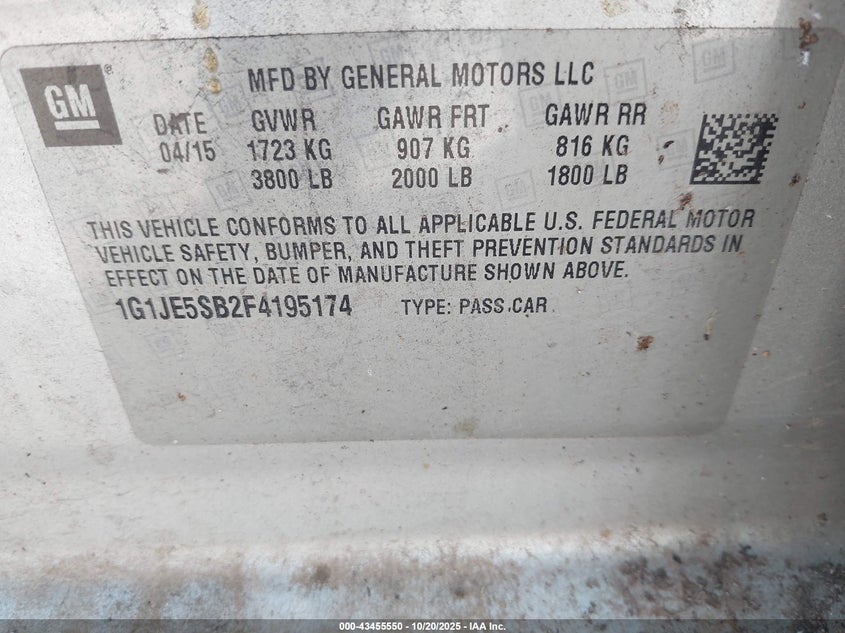 GM
MFD BY GENERAL MOTORS LLC
DATE GVWR GAWR FRT GAWR RR
04/15 1723 KG 907 KG 816 KG
3800 LB 2000 LB 1800 LB
THIS VEHICLE CONFORMS TO ALL APPLICABLE U.S. FEDERAL MOTOR
VEHICLE SAFETY, BUMPER, AND THEFT PREVENTION STANDARDS IN
EFFECT ON THE DATE OF MANUFACTURE SHOWN ABOVE.
1G1JE5SB2F4195174 TYPE: PASS.CAR
000-43455550 - 10/20/2025 - IAA Inc.